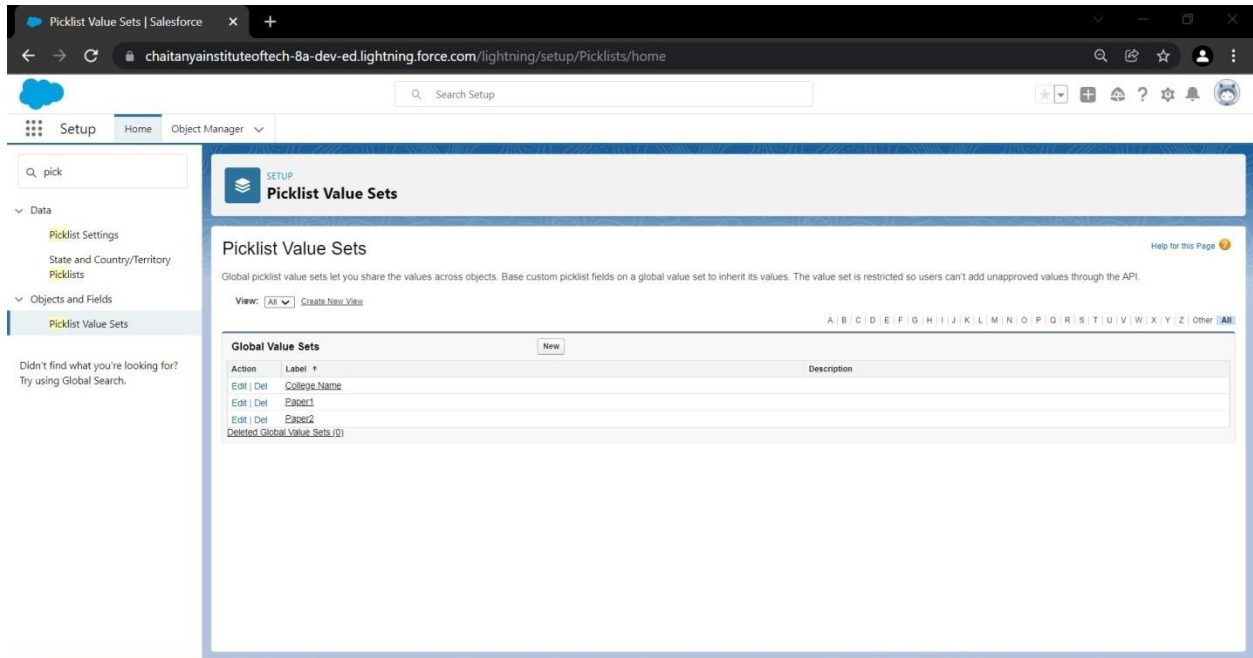 Picklist Value Sets | Salesforce
chaitanyainstituteoftech-8a-dev-ed.lightning.force.com/lightning/setup/Picklists/home
Search Setup
Setup Home Object Manager
pick
Data
Picklist Settings
State and Country/Territory
Picklists
Objects and Fields
Picklist Value Sets
Didn't find what you're looking for?
Try using Global Search.
SETUP
Picklist Value Sets
Picklist Value Sets
Help for this Page
Global picklist value sets let you share the values across objects. Base custom picklist fields on a global value set to inherit its values. The value set is restricted so users can't add unapproved values through the API.
View: All Create New View
A | B | C | D | E | F | G | H | I | J | K | L | M | N | O | P | Q | R | S | T | U | V | W | X | Y | Z | Other All
Global Value Sets New
Action Label Description
Edit | Del College Name
Edit | Del Paper1
Edit | Del Paper2
Deleted Global Value Sets (0)